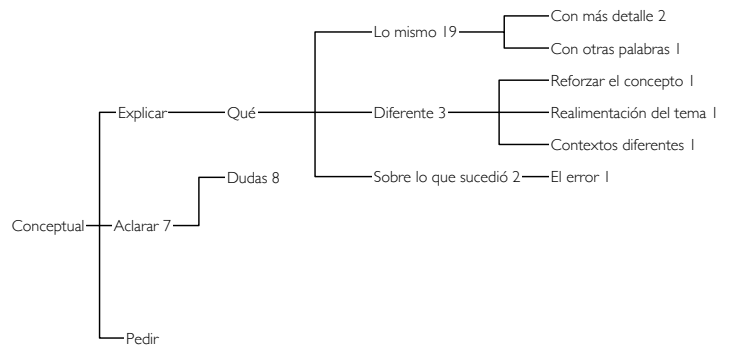 Con más detalle 2
Lo mismo 19
Con otras palabras 1
Reforzar el concepto 1
Explicar
Qué
Diferente 3
Realimentación del tema 1
Contextos diferentes 1
Dudas 8
Sobre lo que sucedió 2
El error 1
Conceptual
Aclarar 7
Pedir